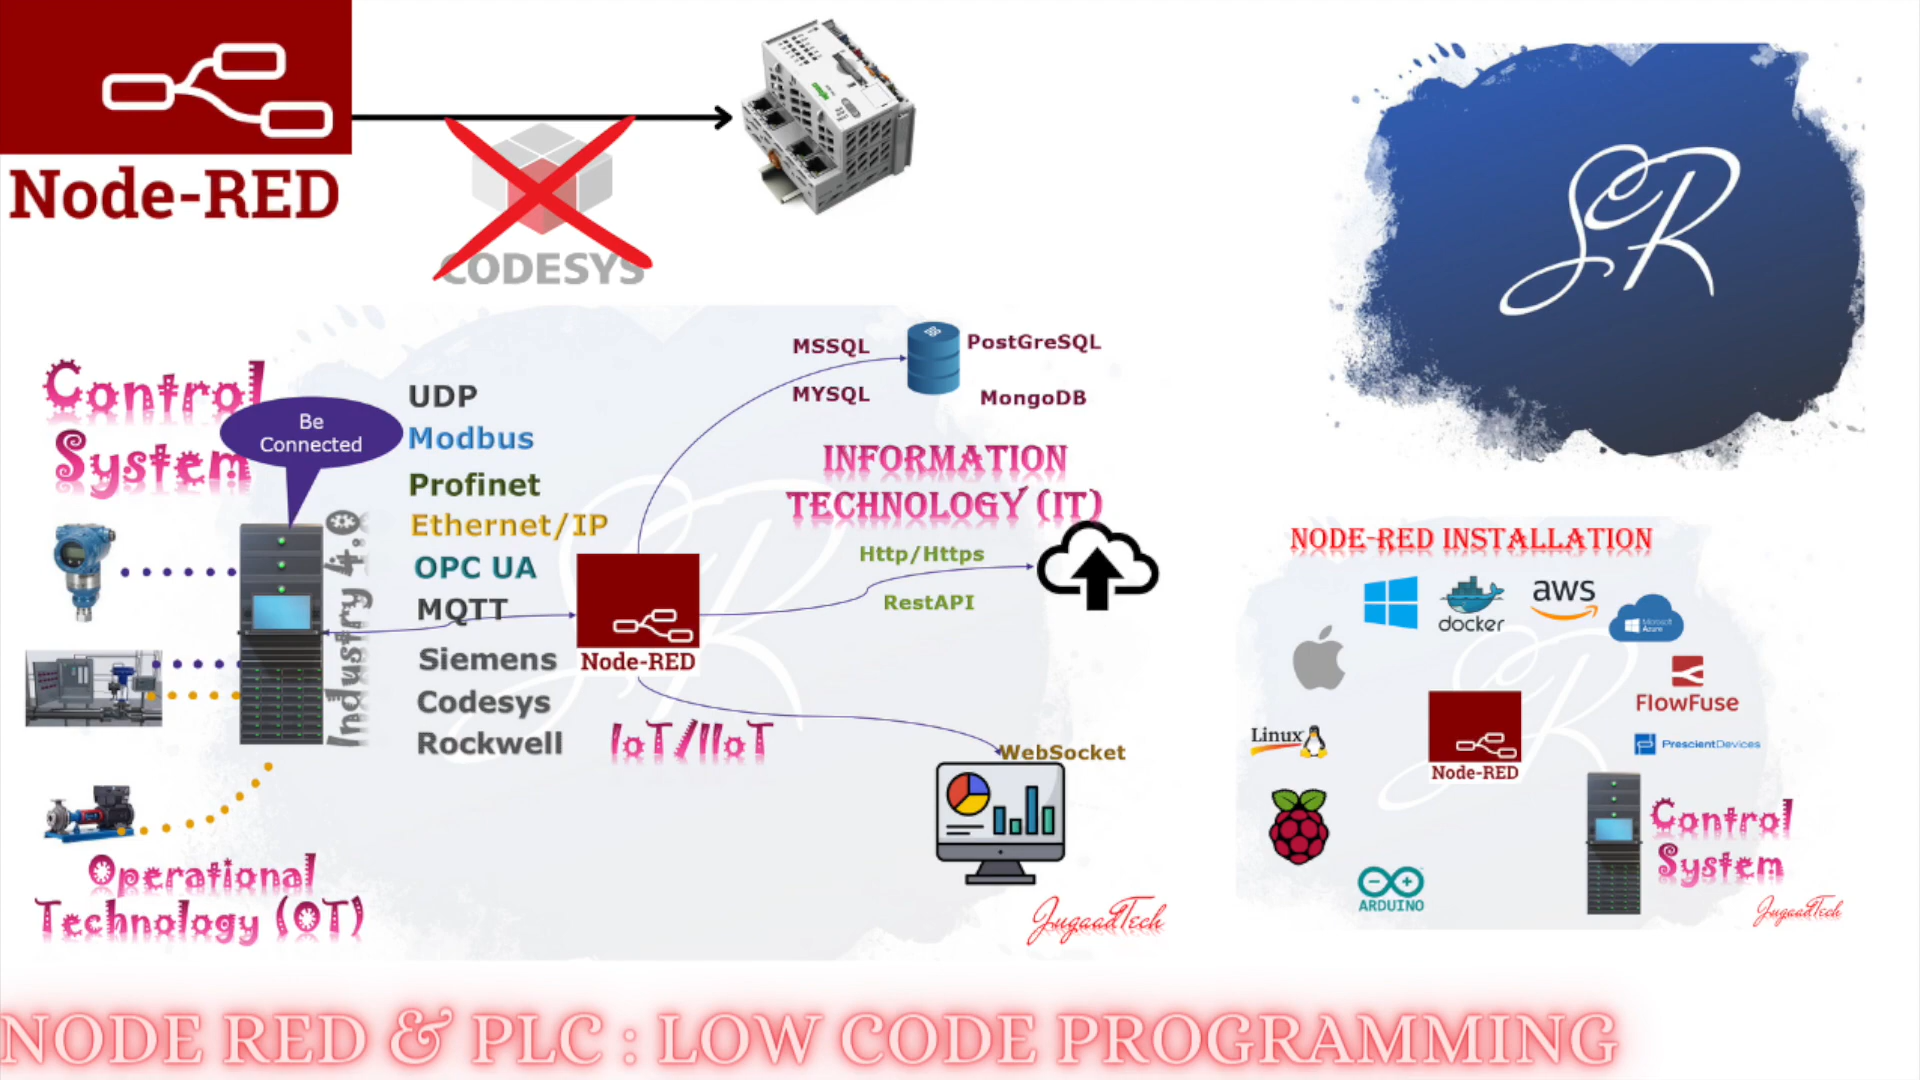 Node-RED
CODESYS
SR
Control
System
Be
Connected
UDP
Modbus
Profinet
Ethernet/IP
OPC UA
MQTT
Siemens
Codesys
Rockwell
Industry 4.0
Node-RED
IoT/IIoT
MSSQL
MYSQL
PostGreSQL
MongoDB
INFORMATION
TECHNOLOGY (IT)
Http/Https
RestAPI
WebSocket
Operational
Technology (OT)
JugaadTech
NODE-RED INSTALLATION
docker
aws
Microsoft
Azure
FlowFuse
PrescientDevices
Linux
Node-RED
ARDUINO
Control
System
JugaadTech
NODE RED & PLC : LOW CODE PROGRAMMING